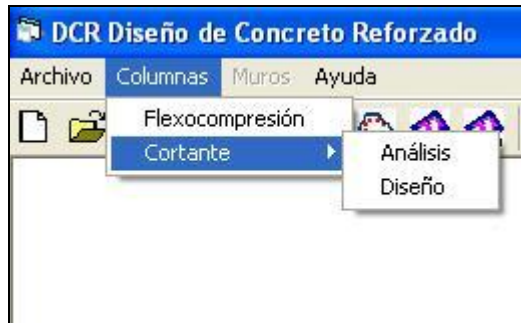 DCR Diseño de Concreto Reforzado
Archivo Columnas Muros Ayuda
Flexocompresión
Cortante
Análisis
Diseño